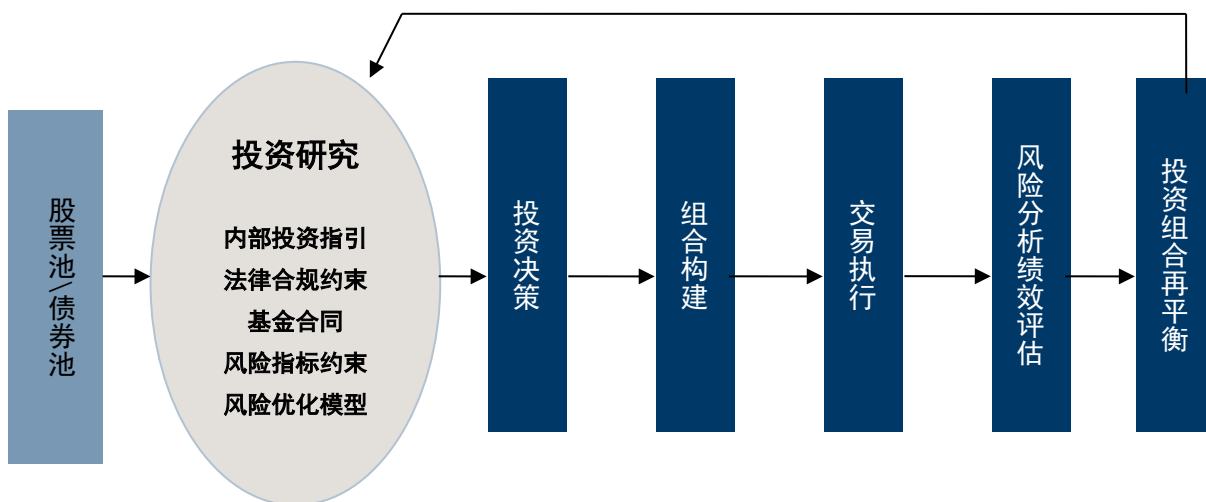 股票池/债券池
投资研究
内部投资指引
法律合规约束
基金合同
风险指标约束
风险优化模型
投资决策
组合构建
交易执行
风险分析绩效评估
投资组合再平衡